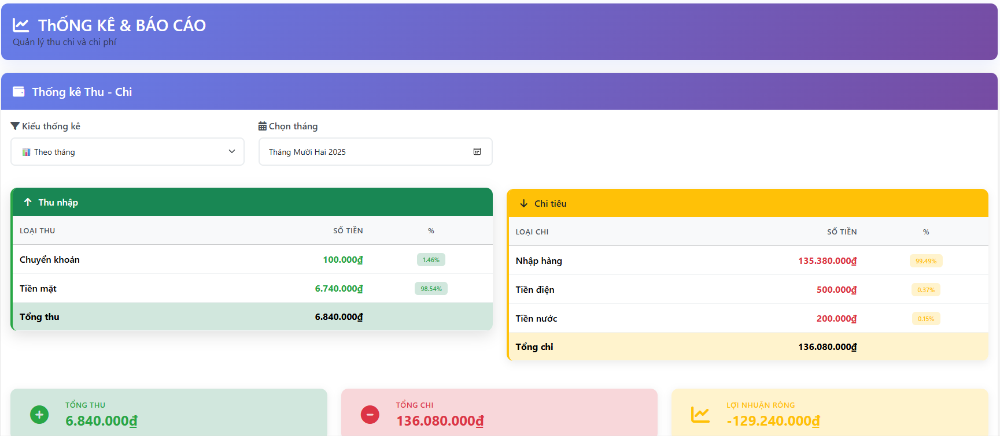 ThỐNG KÊ & BÁO CÁO
Quản lý thu chi và chi phí
Thống kê Thu - Chi
Kiểu thống kê
Theo tháng
Chọn tháng
Tháng Mười Hai 2025
Thu nhập
LOẠI THU SỐ TIỀN %
Chuyển khoản 100.000₫ 1.46%
Tiền mặt 6.740.000₫ 98.54%
Tổng thu 6.840.000₫
Chi tiêu
LOẠI CHI SỐ TIỀN %
Nhập hàng 135.380.000₫ 99.49%
Tiền điện 500.000₫ 0.37%
Tiền nước 200.000₫ 0.15%
Tổng chi 136.080.000₫
TỔNG THU
6.840.000₫
TỔNG CHI
136.080.000₫
LỢI NHUẬN RÒNG
-129.240.000₫